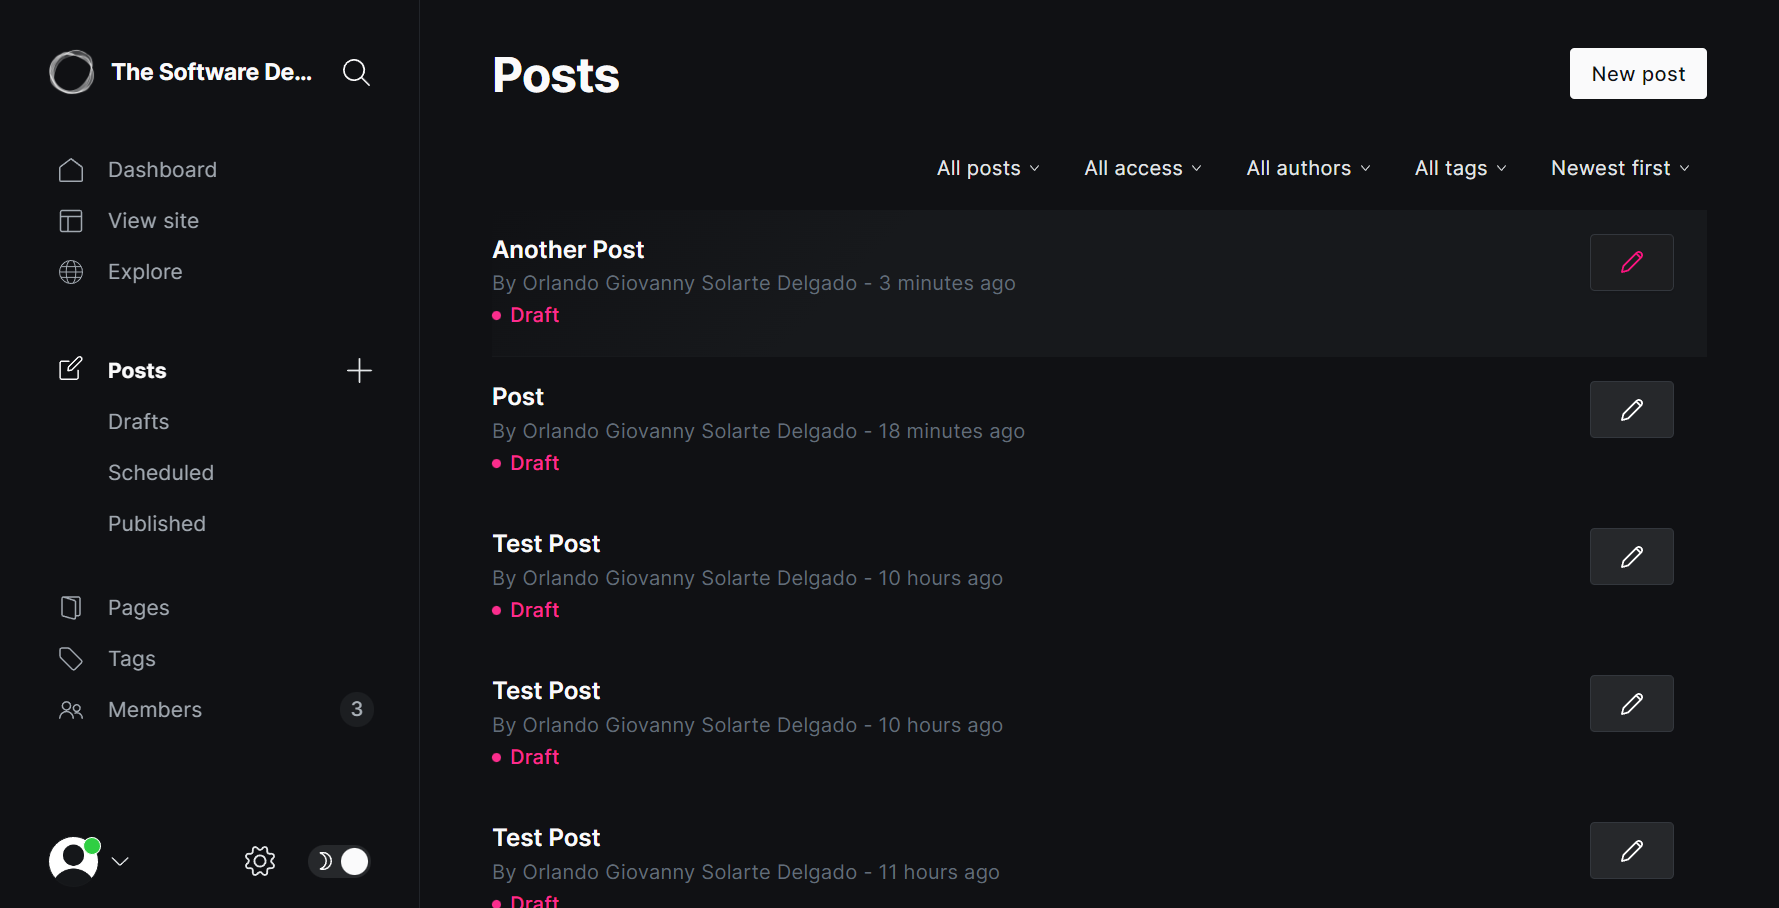 The Software De...
Dashboard
View site
Explore
Posts
Drafts
Scheduled
Published
Pages
Tags
Members 3
Posts
New post
All posts All access All authors All tags Newest first
Another Post
By Orlando Giovanny Solarte Delgado - 3 minutes ago
Draft
Post
By Orlando Giovanny Solarte Delgado - 18 minutes ago
Draft
Test Post
By Orlando Giovanny Solarte Delgado - 10 hours ago
Draft
Test Post
By Orlando Giovanny Solarte Delgado - 10 hours ago
Draft
Test Post
By Orlando Giovanny Solarte Delgado - 11 hours ago
Draft